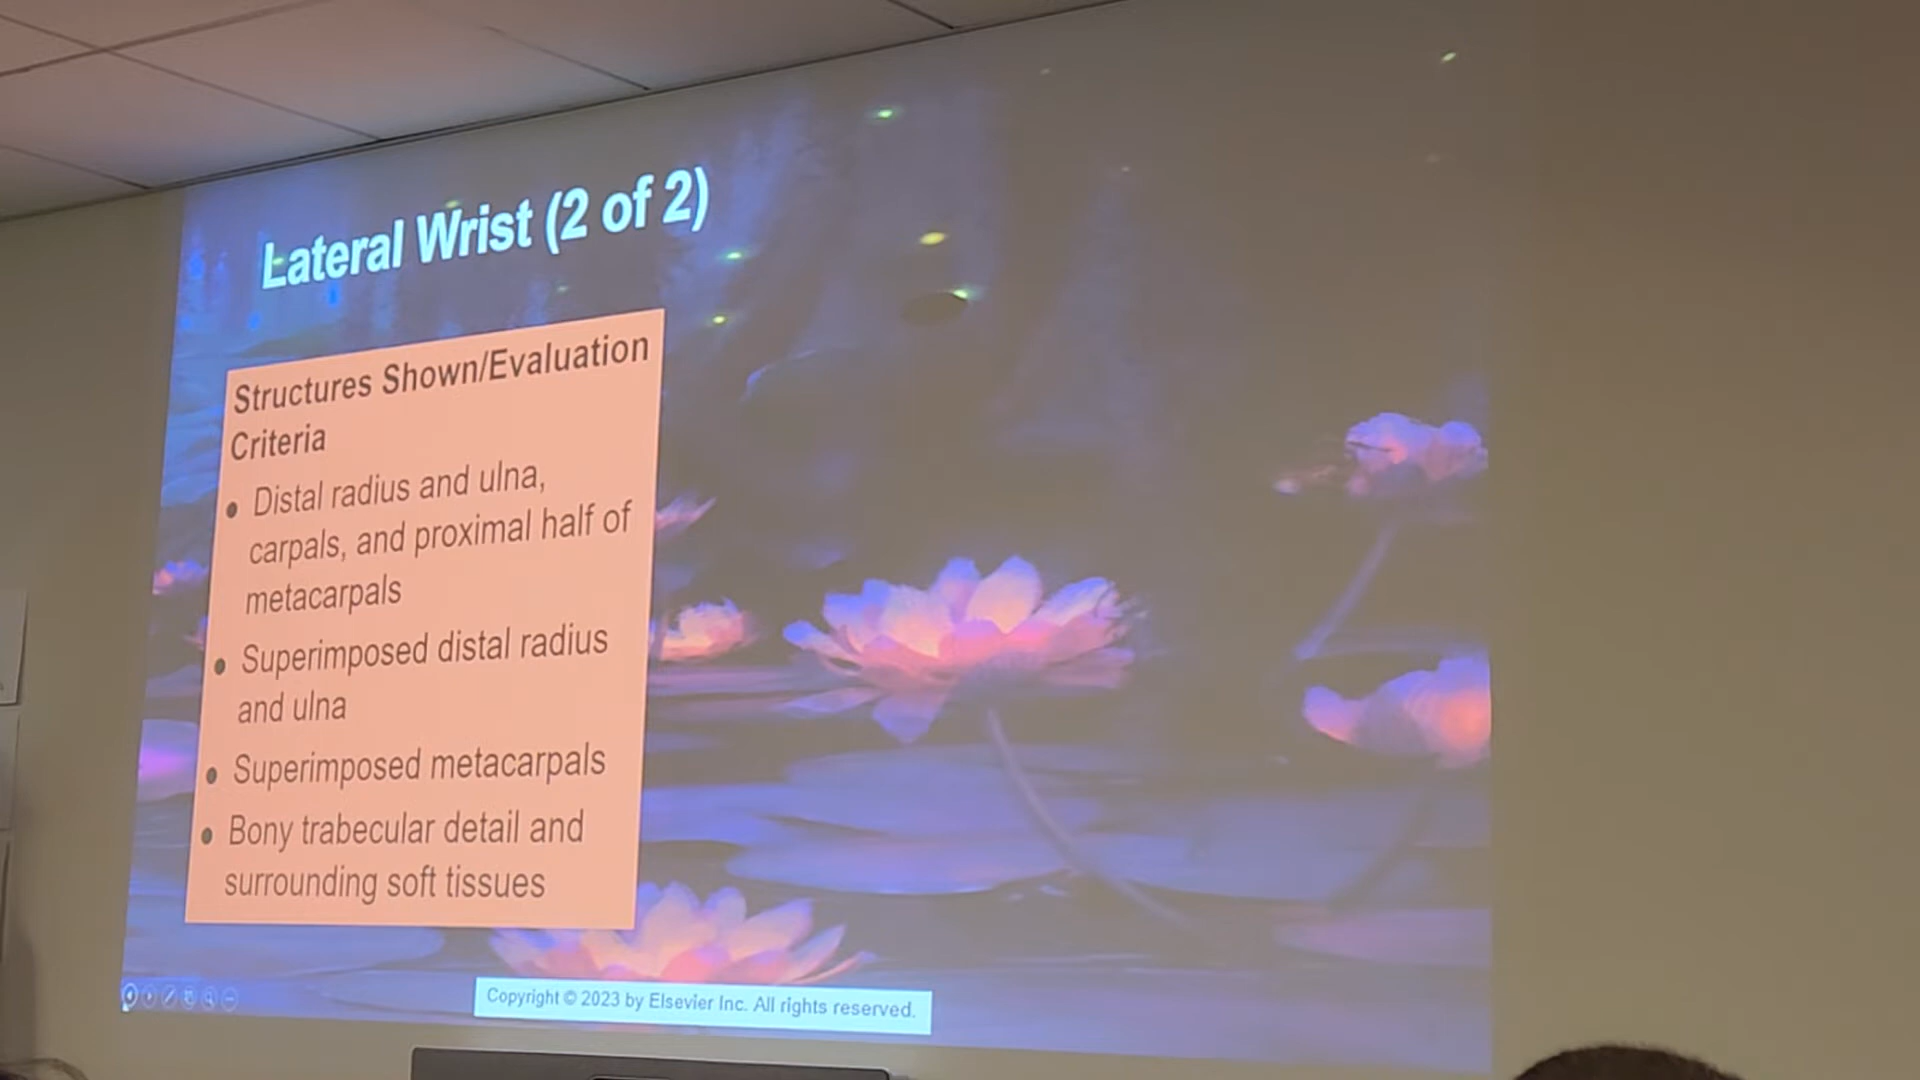 Lateral Wrist (2 of 2)
Structures Shown/Evaluation
Criteria
• Distal radius and ulna,
carpals, and proximal half of
metacarpals
• Superimposed distal radius
and ulna
• Superimposed metacarpals
• Bony trabecular detail and
surrounding soft tissues
Copyright © 2023 by Elsevier Inc. All rights reserved.